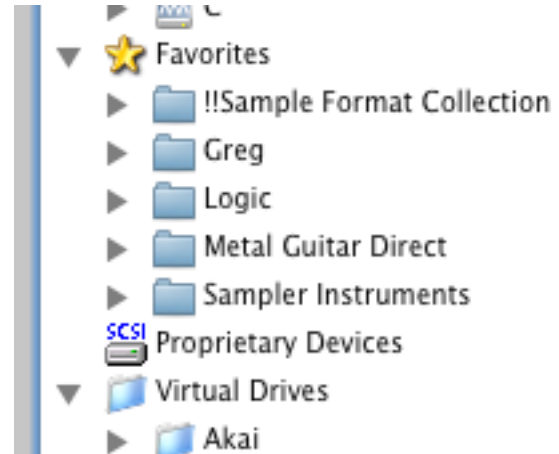 C
Favorites
!!Sample Format Collection
Greg
Logic
Metal Guitar Direct
Sampler Instruments
SCSI Proprietary Devices
Virtual Drives
Akai